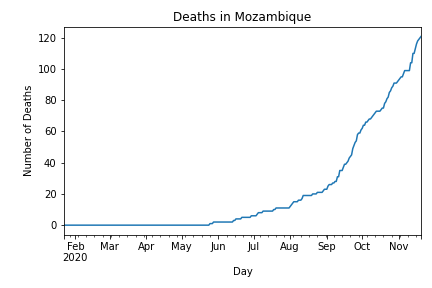 Deaths in Mozambique
Number of Deaths
120
100
80
60
40
20
0
Feb Mar Apr May Jun Jul Aug Sep Oct Nov
2020
Day